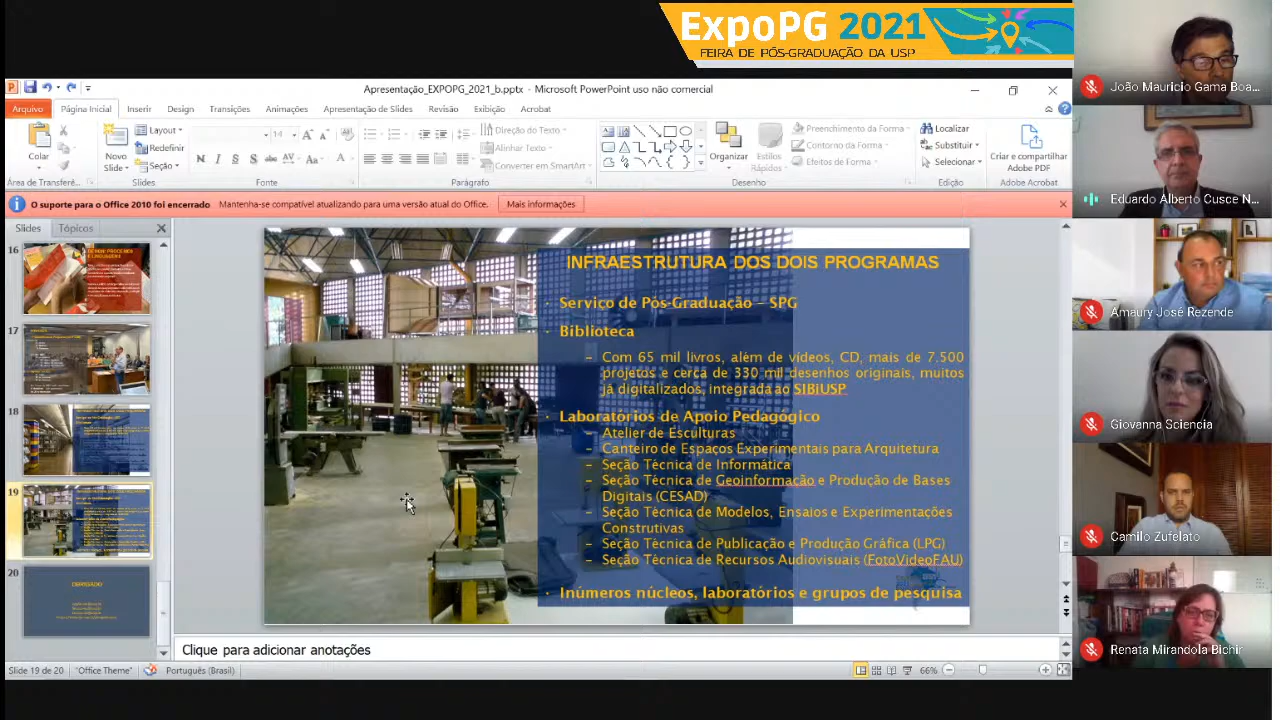 ExpoPG 2021
FEIRA DE PÓS-GRADUAÇÃO DA USP
Apresentação_EXPOPG_2021_b.pptx - Microsoft PowerPoint uso não comercial
Arquivo Página Inicial Inserir Design Transições Animações Apresentação de Slides Revisão Exibição Acrobat
Colar
Novo
Slide
Layout
Redefinir
Seção
14
N I S S abc AV Aa A
Direção do Texto
Alinhar Texto
Converter em SmartArt
Organizar
Estilos
Rápidos
Preenchimento da Forma
Contorno da Forma
Efeitos de Forma
Localizar
Substituir
Selecionar
Criar e compartilhar
Adobe PDF
Área de Transferê... Slides Fonte Parágrafo Desenho Edição Adobe Acrobat
O suporte para o Office 2010 foi encerrado Mantenha-se compatível atualizando para uma versão atual do Office. Mais informações
Slides Tópicos
16
17
18
19
20
OBRIGADO
INFRAESTRUTURA DOS DOIS PROGRAMAS
· Serviço de Pós-Graduação – SPG
· Biblioteca
– Com 65 mil livros, além de vídeos, CD, mais de 7.500
projetos e cerca de 330 mil desenhos originais, muitos
já digitalizados, integrada ao SIBiUSP
· Laboratórios de Apoio Pedagógico
– Atelier de Esculturas
– Canteiro de Espaços Experimentais para Arquitetura
– Seção Técnica de Informática
– Seção Técnica de Geoinformação e Produção de Bases
Digitais (CESAD)
– Seção Técnica de Modelos, Ensaios e Experimentações
Construtivas
– Seção Técnica de Publicação e Produção Gráfica (LPG)
– Seção Técnica de Recursos Audiovisuais (FotoVideoFAU)
· Inúmeros núcleos, laboratórios e grupos de pesquisa
Clique para adicionar anotações
Slide 19 de 20 "Office Theme" Português (Brasil) 66%
João Mauricio Gama Boa...
Eduardo Alberto Cusce N...
Amaury José Rezende
Giovanna Sciencia
Camilo Zufelato
Renata Mirandola Bichir